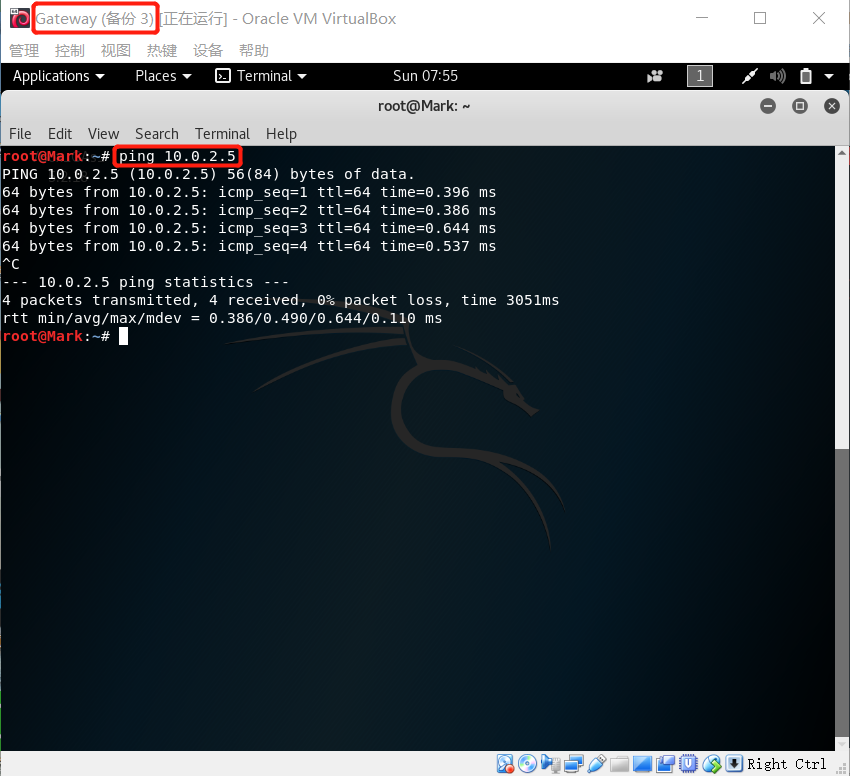 Gateway (备份 3) [正在运行] - Oracle VM VirtualBox
管理 控制 视图 热键 设备 帮助
Applications Places Terminal Sun 07:55 1
root@Mark: ~
File Edit View Search Terminal Help
root@Mark:~# ping 10.0.2.5
PING 10.0.2.5 (10.0.2.5) 56(84) bytes of data.
64 bytes from 10.0.2.5: icmp_seq=1 ttl=64 time=0.396 ms
64 bytes from 10.0.2.5: icmp_seq=2 ttl=64 time=0.386 ms
64 bytes from 10.0.2.5: icmp_seq=3 ttl=64 time=0.644 ms
64 bytes from 10.0.2.5: icmp_seq=4 ttl=64 time=0.537 ms
^C
--- 10.0.2.5 ping statistics ---
4 packets transmitted, 4 received, 0% packet loss, time 3051ms
rtt min/avg/max/mdev = 0.386/0.490/0.644/0.110 ms
root@Mark:~#
Right Ctrl